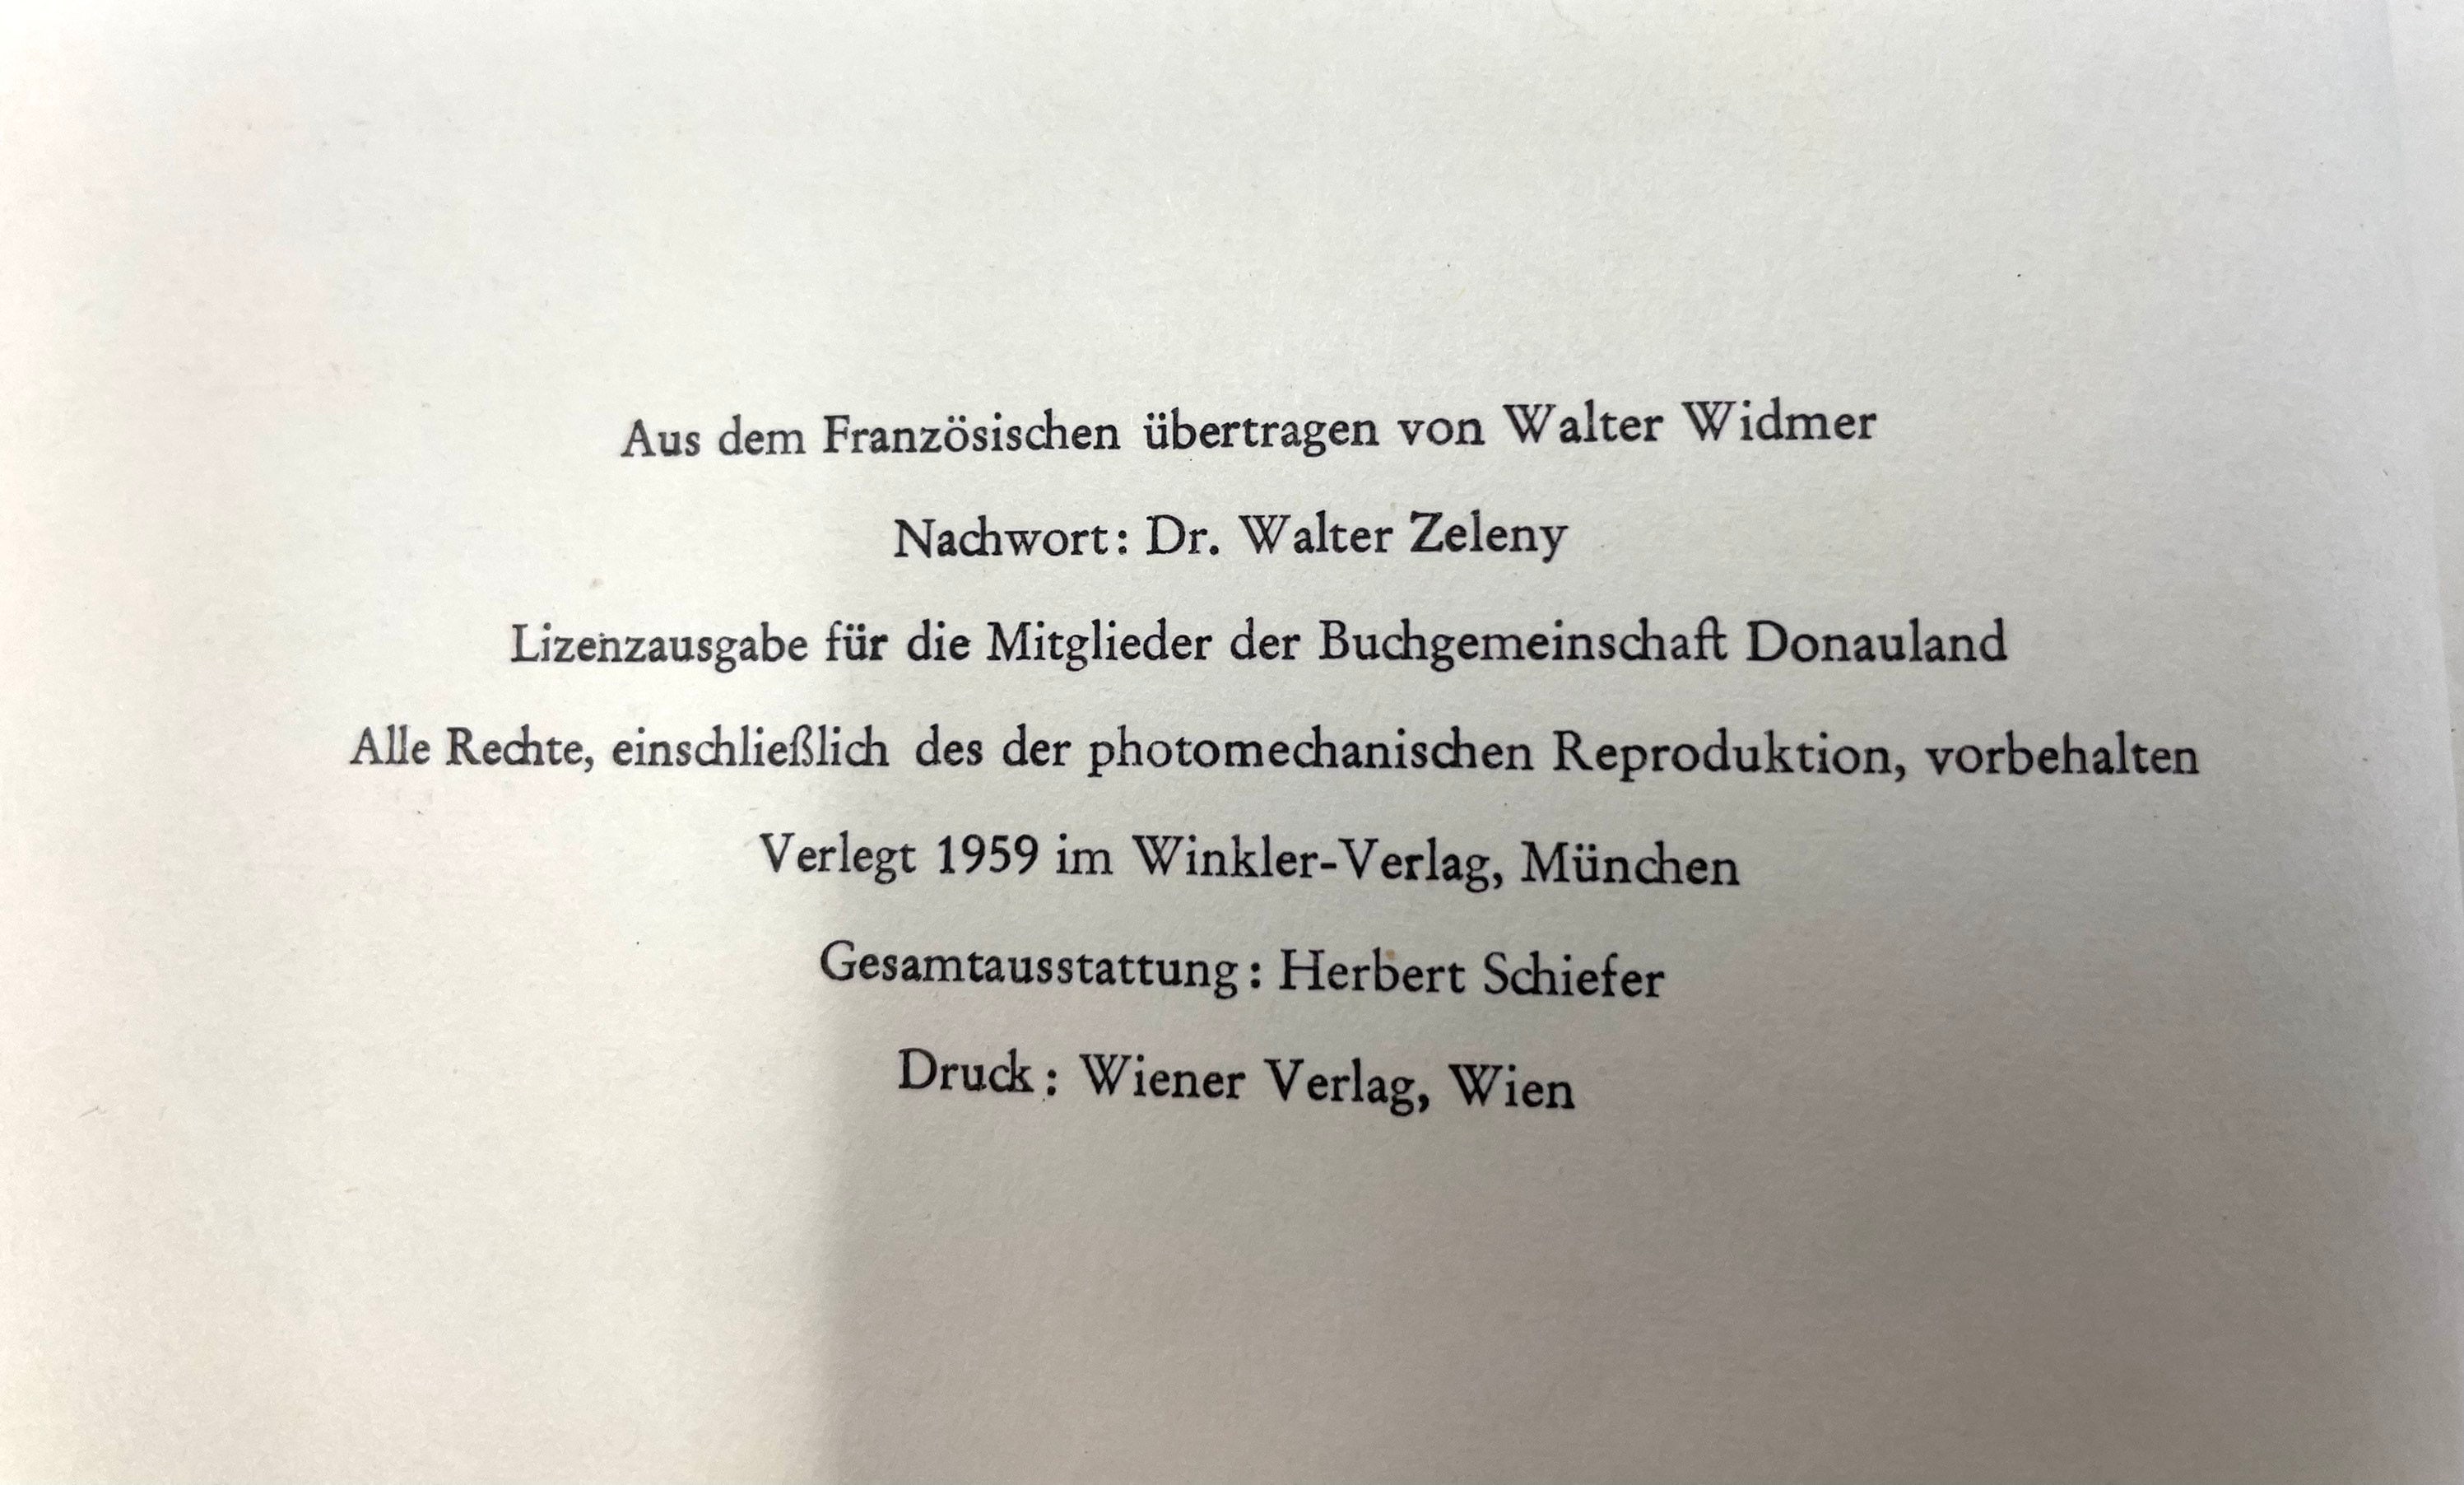 Aus dem Französischen übertragen von Walter Widmer
Nachwort: Dr. Walter Zeleny
Lizenzausgabe für die Mitglieder der Buchgemeinschaft Donauland
Alle Rechte, einschließlich des der photomechanischen Reproduktion, vorbehalten
Verlegt 1959 im Winkler-Verlag, München
Gesamtausstattung: Herbert Schiefer
Druck: Wiener Verlag, Wien